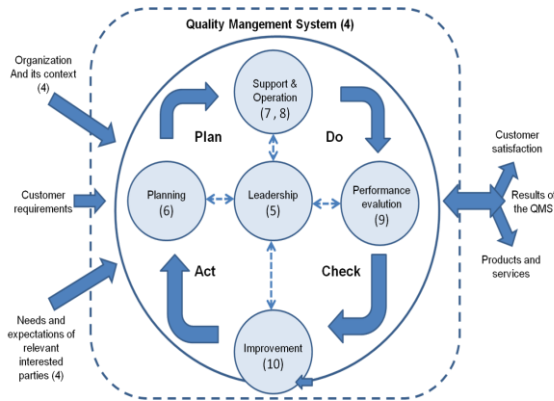 Quality Mangement System (4)
Organization
And its context
(4)
Support &
Operation
(7 , 8)
Plan
Do
Customer
satisfaction
Customer
requirements
Planning
(6)
Leadership
(5)
Performance
evalution
(9)
Results of
the QMS
Act
Check
Products and
services
Needs and
expectations of
relevant
interested
parties (4)
Improvement
(10)